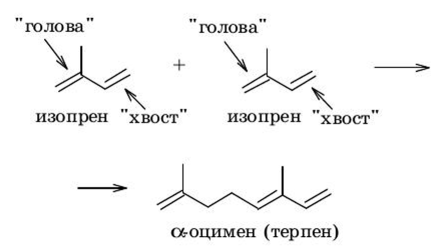 "голова"
"голова"
+
изопрен "хвост"
изопрен "хвост"
α-оцимен (терпен)